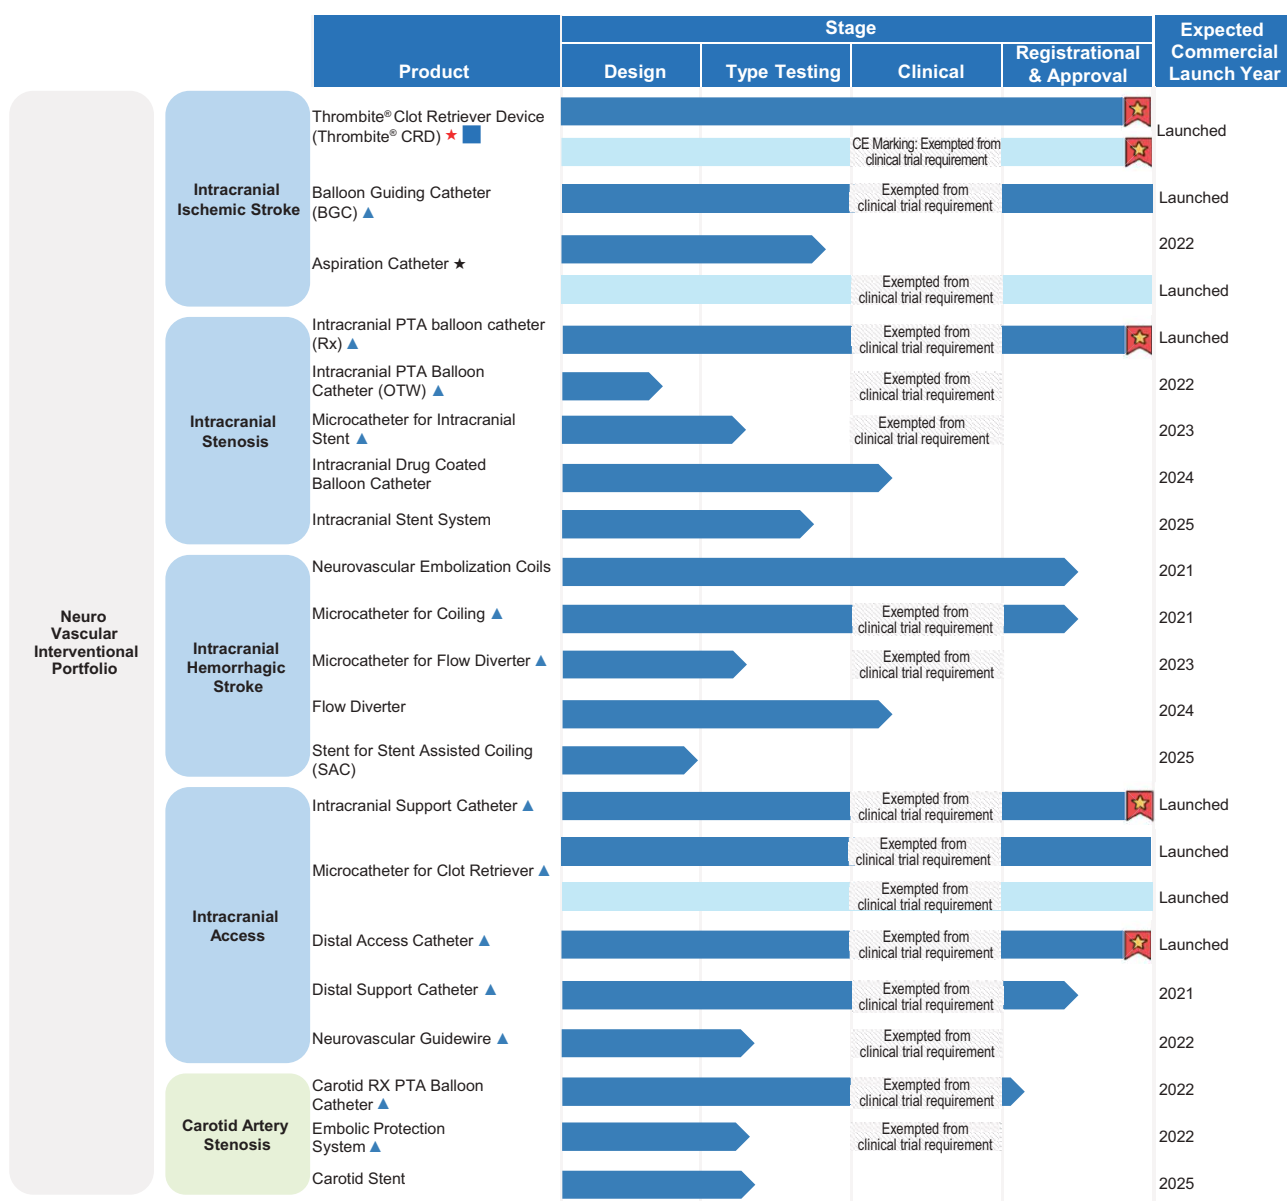 Stage
Expected
Commercial
Launch Year
Product
Design
Type Testing
Clinical
Registrational
& Approval
Neuro
Vascular
Interventional
Portfolio
Intracranial
Ischemic Stroke
Thrombite® Clot Retriever Device
(Thrombite® CRD) ★
Launched
CE Marking: Exempted from
clinical trial requirement
Balloon Guiding Catheter
(BGC) ▲
Exempted from
clinical trial requirement
Launched
Aspiration Catheter ★
2022
Exempted from
clinical trial requirement
Launched
Intracranial
Stenosis
Intracranial PTA balloon catheter
(Rx) ▲
Exempted from
clinical trial requirement
Launched
Intracranial PTA Balloon
Catheter (OTW) ▲
Exempted from
clinical trial requirement
2022
Microcatheter for Intracranial
Stent ▲
Exempted from
clinical trial requirement
2023
Intracranial Drug Coated
Balloon Catheter
2024
Intracranial Stent System
2025
Intracranial
Hemorrhagic
Stroke
Neurovascular Embolization Coils
2021
Microcatheter for Coiling ▲
Exempted from
clinical trial requirement
2021
Microcatheter for Flow Diverter ▲
Exempted from
clinical trial requirement
2023
Flow Diverter
2024
Stent for Stent Assisted Coiling
(SAC)
2025
Intracranial
Access
Intracranial Support Catheter ▲
Exempted from
clinical trial requirement
Launched
Microcatheter for Clot Retriever ▲
Exempted from
clinical trial requirement
Launched
Exempted from
clinical trial requirement
Launched
Distal Access Catheter ▲
Exempted from
clinical trial requirement
Launched
Distal Support Catheter ▲
Exempted from
clinical trial requirement
2021
Neurovascular Guidewire ▲
Exempted from
clinical trial requirement
2022
Carotid Artery
Stenosis
Carotid RX PTA Balloon
Catheter ▲
Exempted from
clinical trial requirement
2022
Embolic Protection
System ▲
Exempted from
clinical trial requirement
2022
Carotid Stent
2025